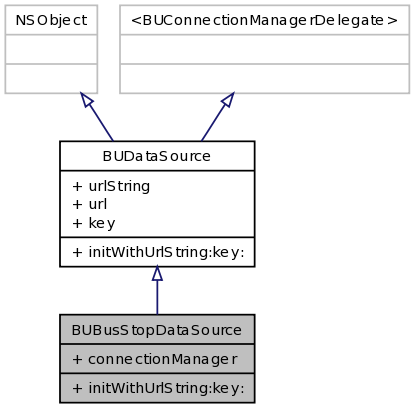 NSObject
<BUConnectionManagerDelegate>
BUDataSource
+ urlString
+ url
+ key
+ initWithUrlString:key:
BUBusStopDataSource
+ connectionManager
+ initWithUrlString:key: